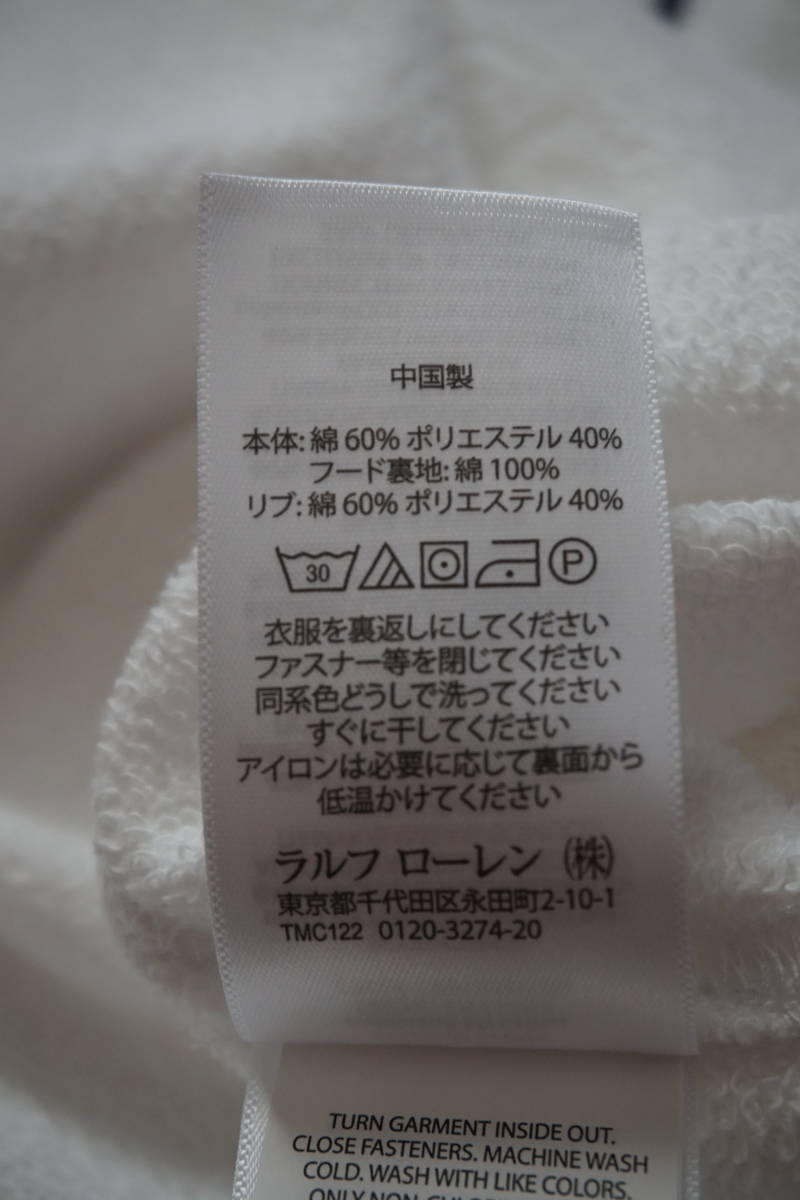 中国製
本体: 綿 60% ポリエステル 40%
フード裏地: 綿 100%
リブ: 綿 60% ポリエステル 40%
30 P
衣服を裏返しにしてください
ファスナー等を閉じてください
同系色どうしで洗ってください
すぐに干してください
アイロンは必要に応じて裏面から
低温かけてください
ラルフ ローレン ㈱
東京都千代田区永田町2-10-1
TMC122 0120-3274-20
TURN GARMENT INSIDE OUT.
CLOSE FASTENERS. MACHINE WASH
COLD. WASH WITH LIKE COLORS.